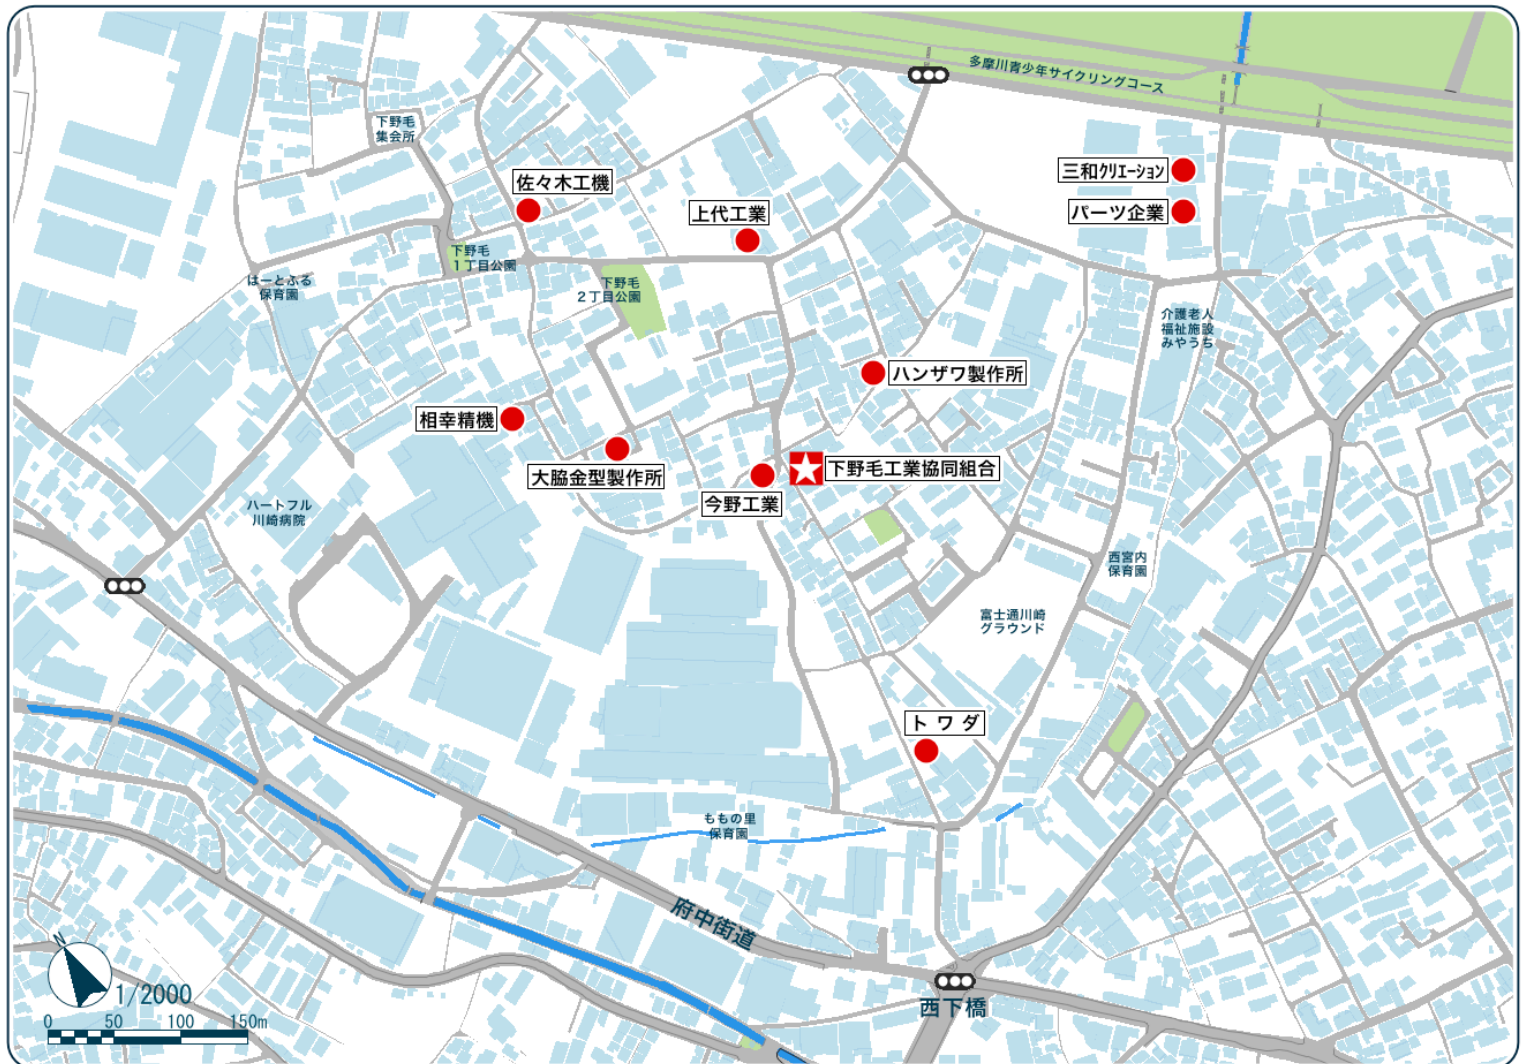 多摩川青少年サイクリングコース
下野毛
集会所
三和クリエーション
佐々木工機
パーツ企業
上代工業
下野毛
1丁目公園
はーとふる
保育園
下野毛
2丁目公園
介護老人
福祉施設
みやうち
ハンザワ製作所
相幸精機
大脇金型製作所
下野毛工業協同組合
今野工業
ハートフル
川崎病院
西宮内
保育園
富士通川崎
グラウンド
トワダ
ももの里
保育園
府中街道
N
1/2000
西下橋
0 50 100 150m